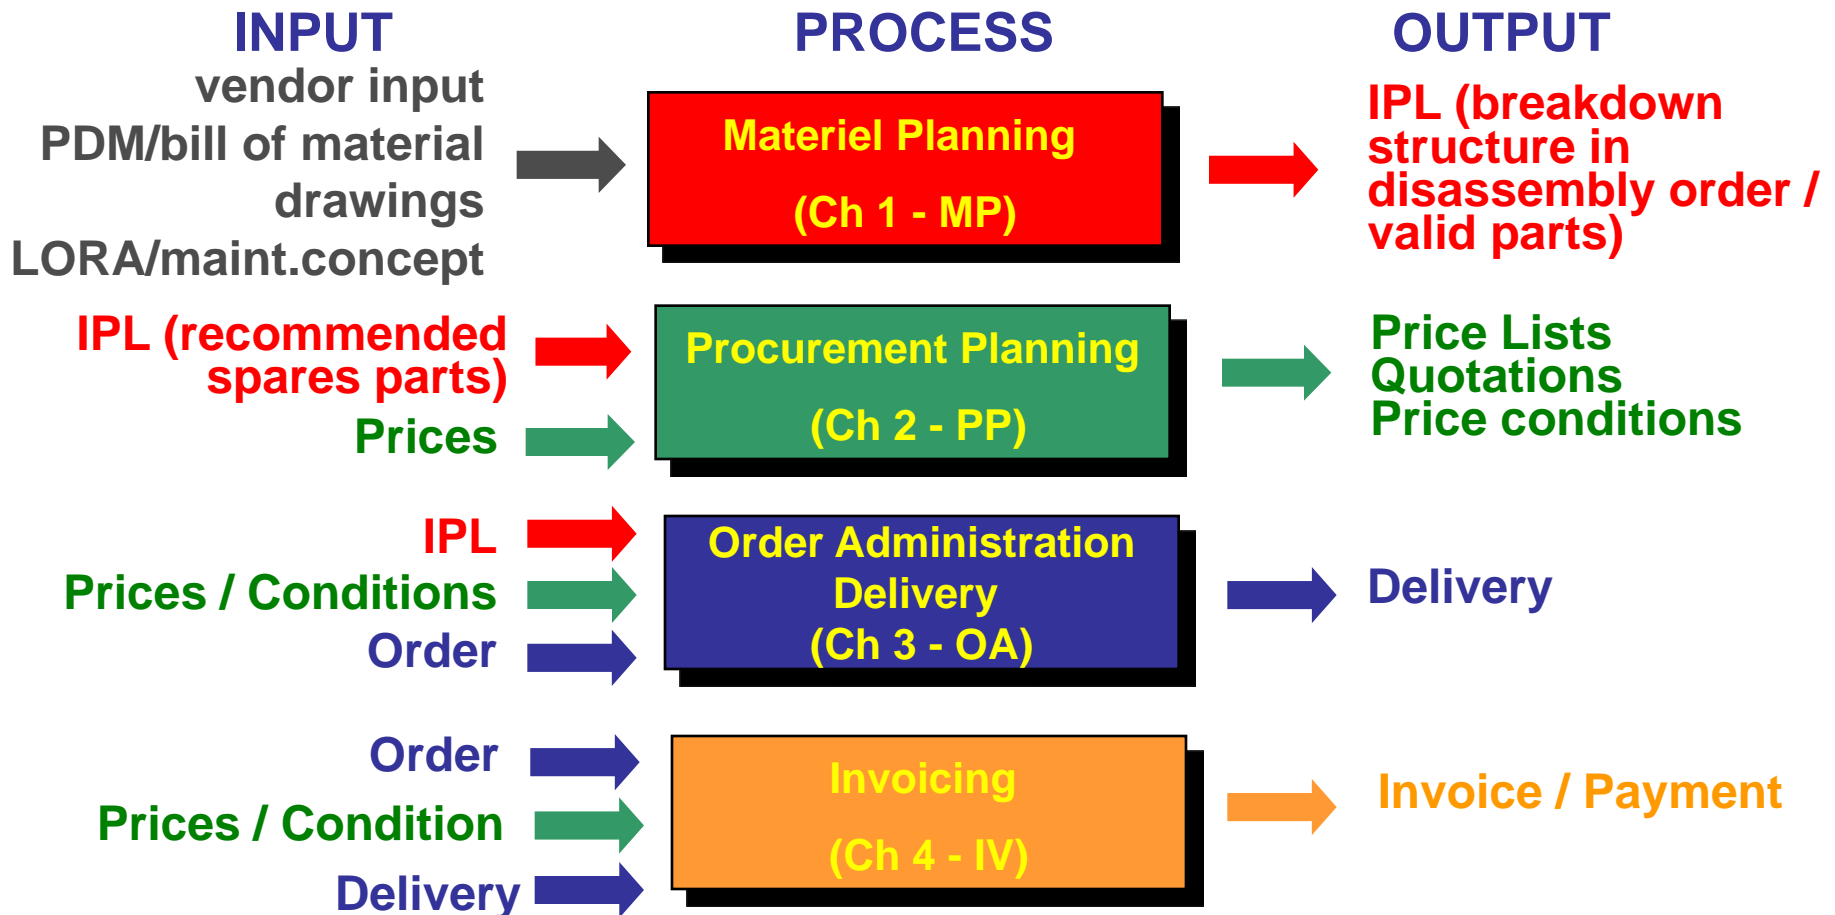 INPUT
PROCESS
OUTPUT
vendor input
PDM/bill of material
drawings
LORA/maint.concept
Materiel Planning
(Ch 1 - MP)
IPL (breakdown
structure in
disassembly order /
valid parts)
IPL (recommended
spares parts)
Prices
Procurement Planning
(Ch 2 - PP)
Price Lists
Quotations
Price conditions
IPL
Prices / Conditions
Order
Order Administration
Delivery
(Ch 3 - OA)
Delivery
Order
Prices / Condition
Delivery
Invoicing
(Ch 4 - IV)
Invoice / Payment